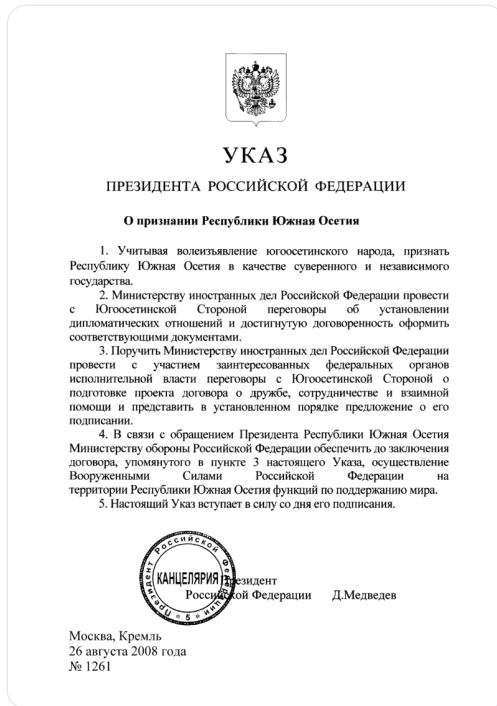 УКАЗ
ПРЕЗИДЕНТА РОССИЙСКОЙ ФЕДЕРАЦИИ
О признании Республики Южная Осетия
1. Учитывая волеизъявление югоосетинского народа, признать
Республику Южная Осетия в качестве суверенного и независимого
государства.
2. Министерству иностранных дел Российской Федерации провести
с Югоосетинской Стороной переговоры об установлении
дипломатических отношений и достигнутую договоренность оформить
соответствующими документами.
3. Поручить Министерству иностранных дел Российской Федерации
провести с участием заинтересованных федеральных органов
исполнительной власти переговоры с Югоосетинской Стороной о
подготовке проекта договора о дружбе, сотрудничестве и взаимной
помощи и представить в установленном порядке предложение о его
подписании.
4. В связи с обращением Президента Республики Южная Осетия
Министерству обороны Российской Федерации обеспечить до заключения
договора, упомянутого в пункте 3 настоящего Указа, осуществление
Вооруженными Силами Российской Федерации на
территории Республики Южная Осетия функций по поддержанию мира.
5. Настоящий Указ вступает в силу со дня его подписания.
Президент Российской Федерации
КАНЦЕЛЯРИЯ
* 5 *
Президент
Российской Федерации Д.Медведев
Москва, Кремль
26 августа 2008 года
№ 1261